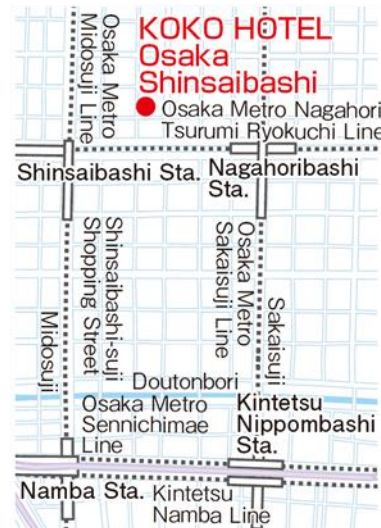 KOKO HOTEL
Osaka
Shinsaibashi
Osaka Metro
Midosuji Line
Osaka Metro Nagahori
Tsurumi Ryokuchi Line
Shinsaibashi Sta.
Nagahoribashi
Sta.
Shinsaibashi-suji
Shopping Street
Osaka Metro
Sakaisuji Line
Midosuji
Sakaisuji
Doutonbori
Osaka Metro
Sennichimae
Line
Kintetsu
Nippombashi
Sta.
Namba Sta.
Kintetsu
Namba Line